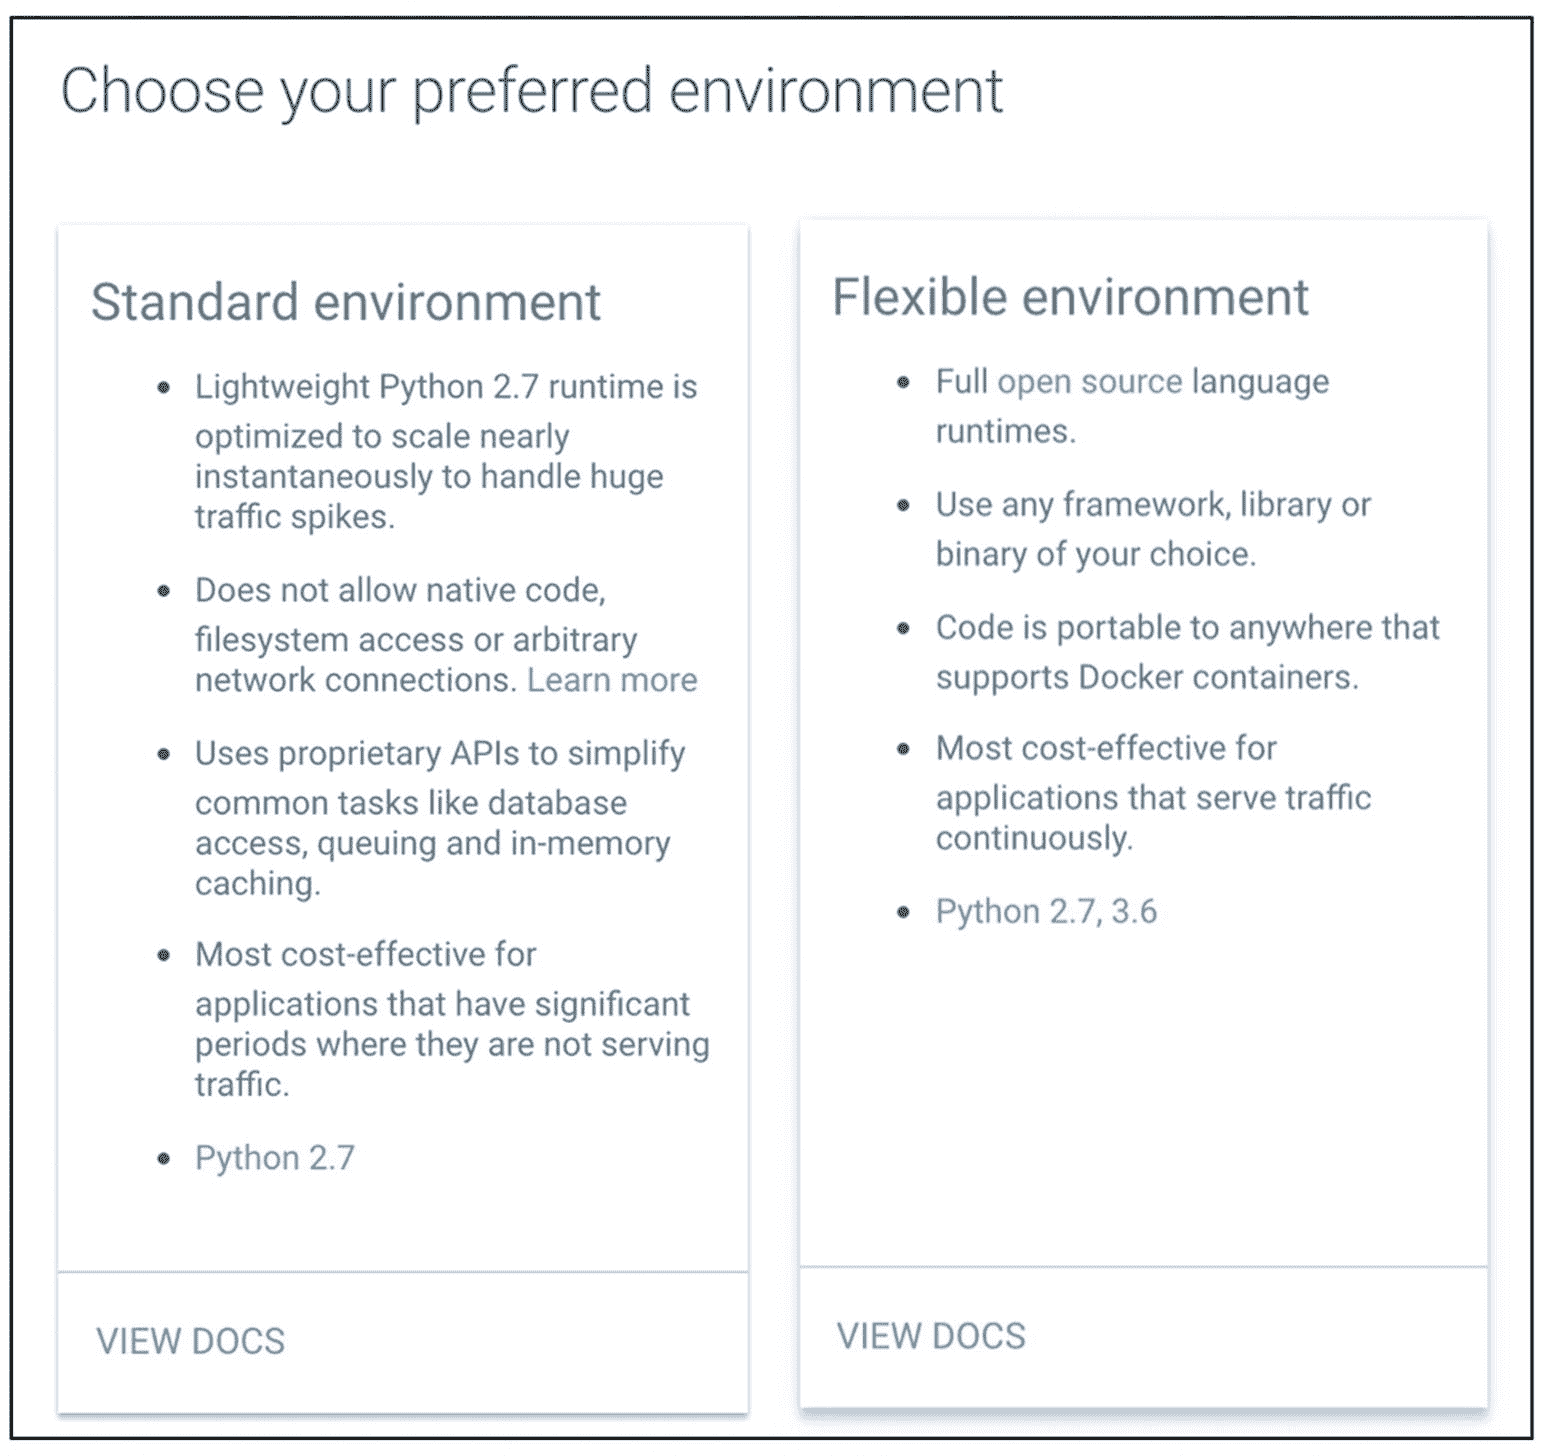 Choose your preferred environment
Standard environment
Lightweight Python 2.7 runtime is
optimized to scale nearly
instantaneously to handle huge
traffic spikes.
Does not allow native code,
filesystem access or arbitrary
network connections. Learn more
Uses proprietary APIs to simplify
common tasks like database
access, queuing and in-memory
caching.
Most cost-effective for
applications that have significant
periods where they are not serving
traffic.
Python 2.7
VIEW DOCS
Flexible environment
Full open source language
runtimes.
Use any framework, library or
binary of your choice.
Code is portable to anywhere that
supports Docker containers.
Most cost-effective for
applications that serve traffic
continuously.
Python 2.7, 3.6
VIEW DOCS